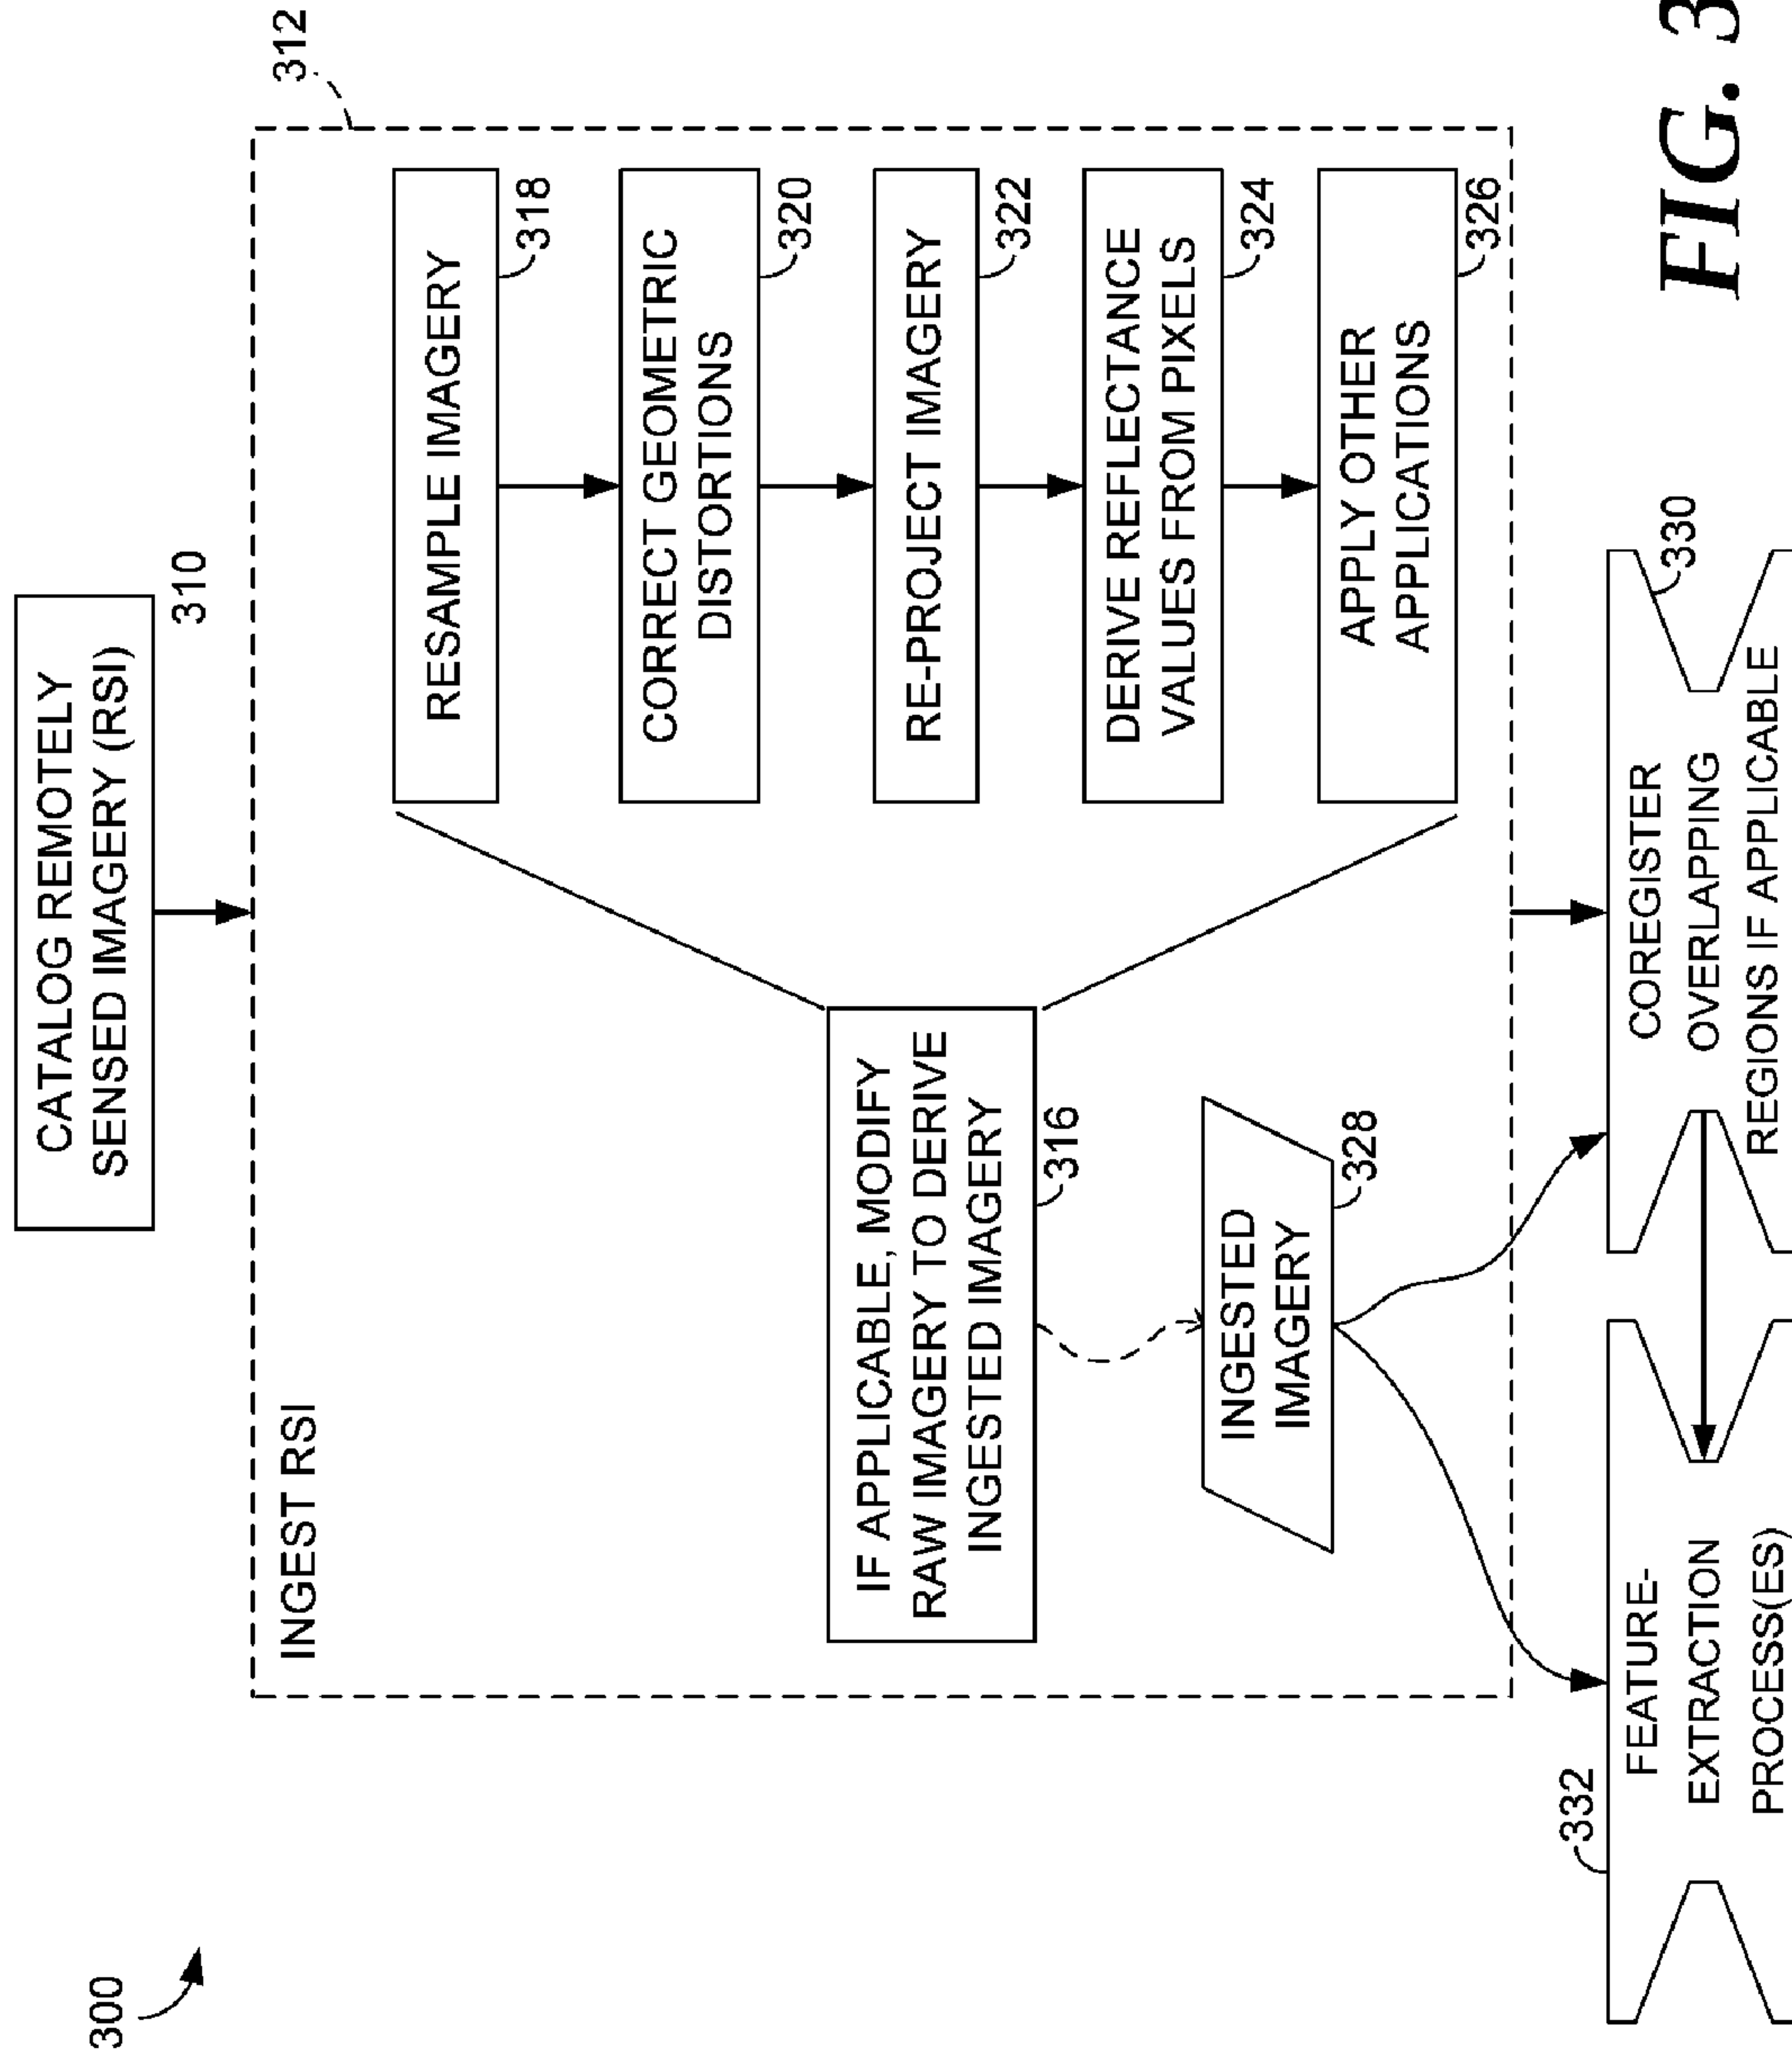 300
CATALOG REMOTELY
SENSED IMAGERY (RSI)
310
312
INGEST RSI
RESAMPLE IMAGERY
318
CORRECT GEOMETRIC
DISTORTIONS
320
RE-PROJECT IMAGERY
322
DERIVE REFLECTANCE
VALUES FROM PIXELS
324
APPLY OTHER
APPLICATIONS
326
IF APPLICABLE, MODIFY
RAW IMAGERY TO DERIVE
INGESTED IMAGERY
316
INGESTED
IMAGERY
328
332
FEATURE-
EXTRACTION
PROCESS(ES)
COREGISTER
OVERLAPPING
REGIONS IF APPLICABLE
330
FIG. 3